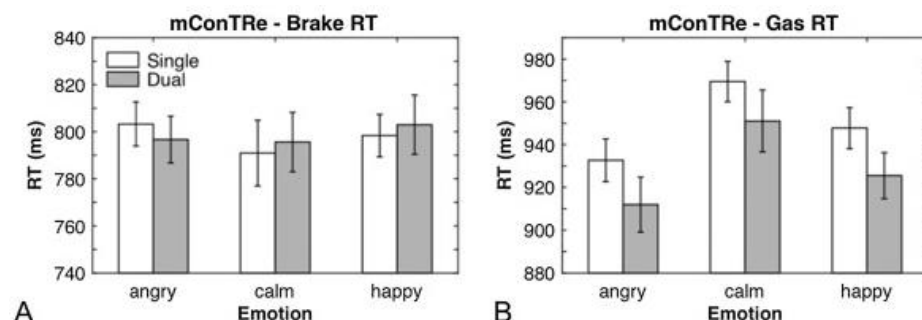 mConTRe - Brake RT
840
820
800
780
760
740
RT (ms)
Single
Dual
angry calm happy
Emotion
A
mConTRe - Gas RT
980
960
940
920
900
880
RT (ms)
angry calm happy
Emotion
B